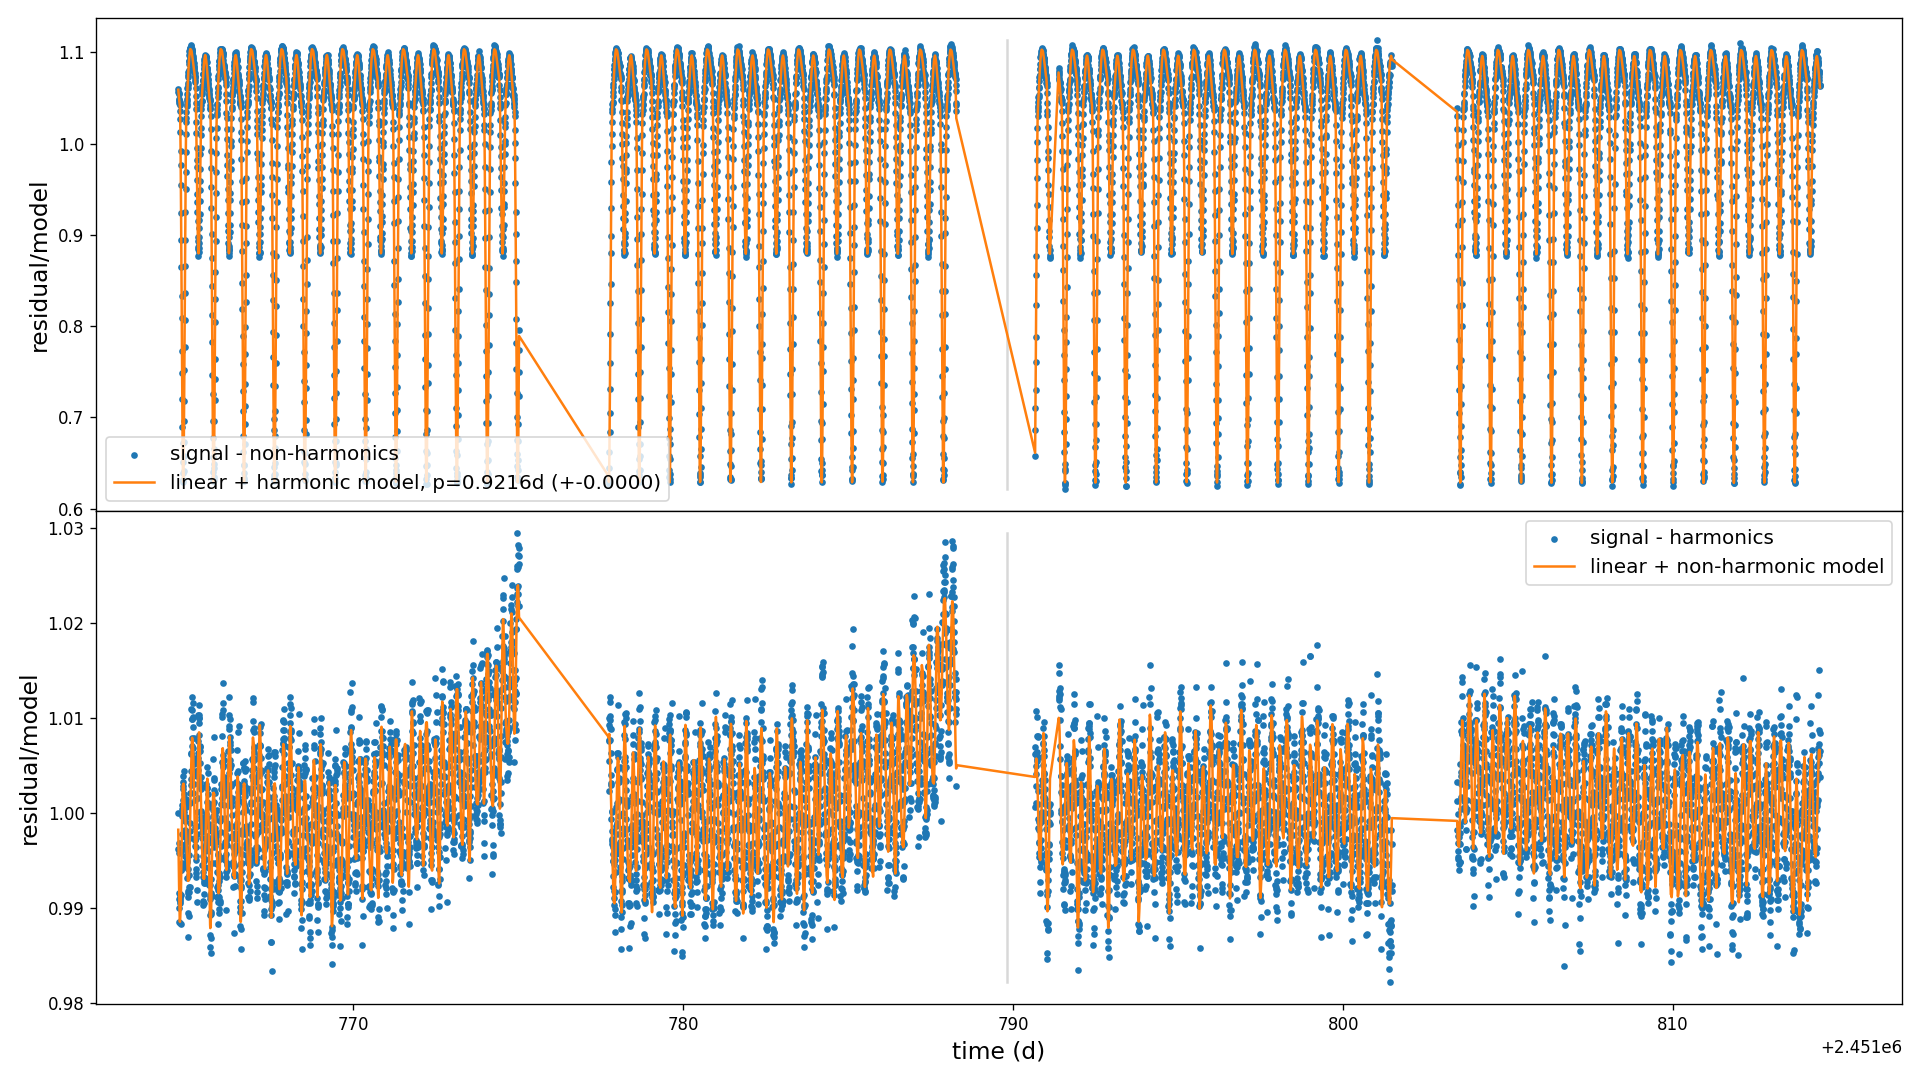 1.1
1.0
0.9
0.8
0.7
0.6
residual/model
signal - non-harmonics
linear + harmonic model, p=0.9216d (+-0.0000)
1.03
1.02
1.01
1.00
0.99
0.98
residual/model
signal - harmonics
linear + non-harmonic model
770
780
790
800
810
time (d)
+2.451e6